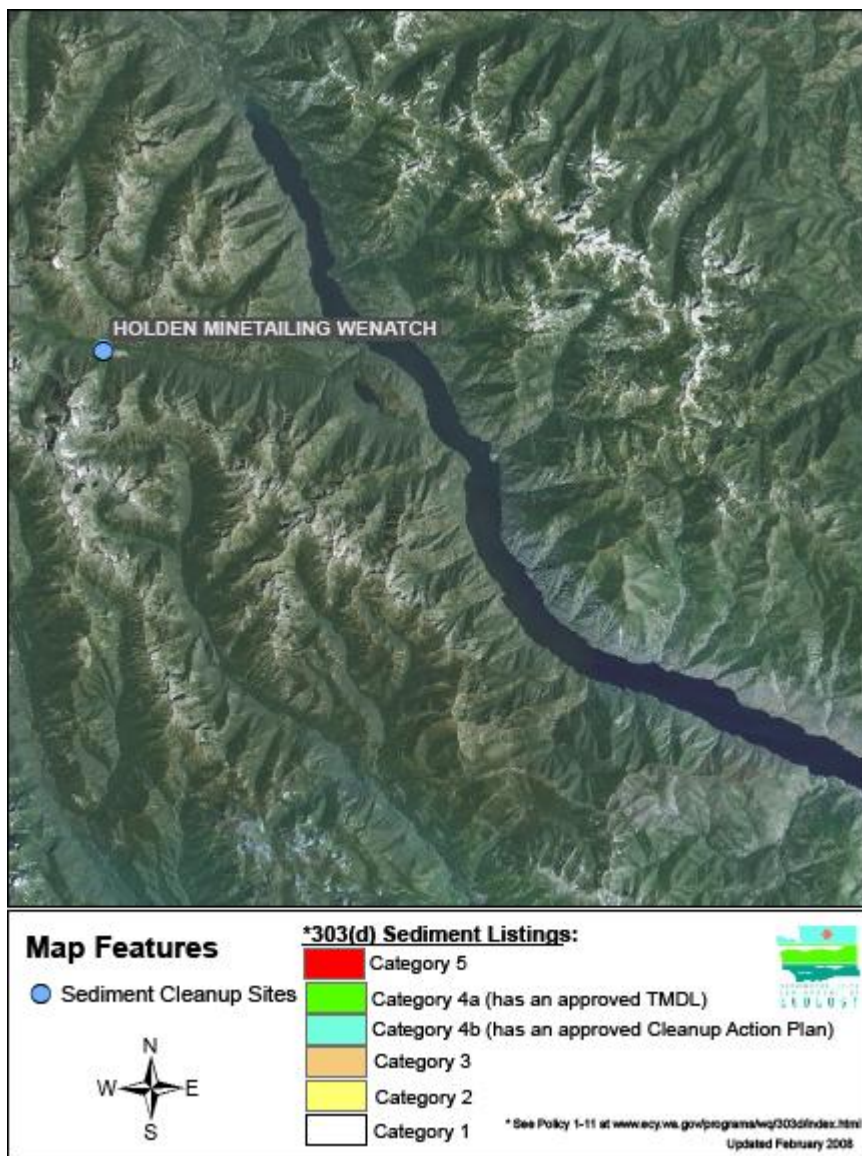 HOLDEN MINETAILING WENATCH
Map Features
Sediment Cleanup Sites
N
W E
S
*303(d) Sediment Listings:
Category 5
Category 4a (has an approved TMDL)
Category 4b (has an approved Cleanup Action Plan)
Category 3
Category 2
Category 1
ECOLOGY
* See Policy 1-11 at www.ecy.wa.gov/programs/wq/303d/index.html
Updated February 2008